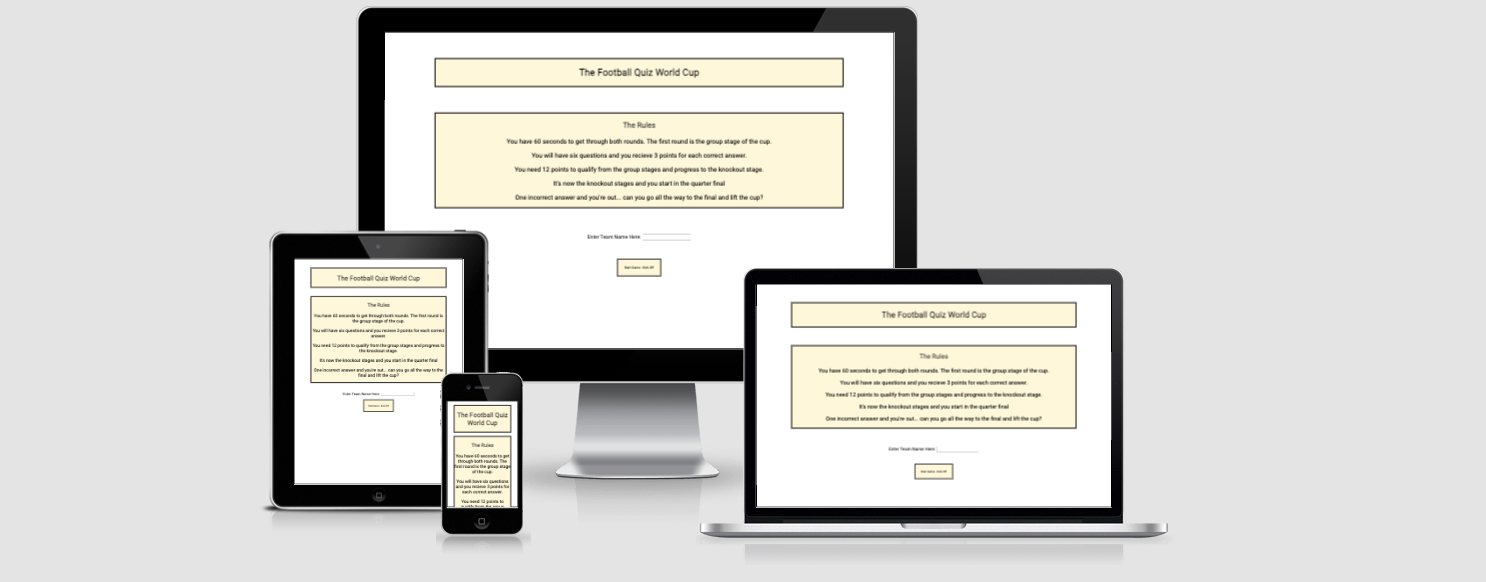 The Football Quiz World Cup
The Rules
You have 60 seconds to get through both rounds. The first round is the group stage of the cup.
You will have six questions and you recieve 3 points for each correct answer.
You need 12 points to qualify from the group stages and progress to the knockout stage.
It's now the knockout stages and you start in the quarter final
One incorrect answer and you're out... can you go all the way to the final and lift the cup?
Enter Team Name Here:
The Football Quiz World Cup
The Rules
You have 60 seconds to get through both rounds. The first round is
the group stage of the cup.
You will have six questions and you recieve 3 points for each correct
answer.
You need 12 points to qualify from the group stages and progress to
the knockout stage.
It's now the knockout stages and you start in the quarter final
One incorrect answer and you're out... can you go all the way to the
final and lift the cup?
Enter Team Name Here:
The Football Quiz
World Cup
The Rules
You have 60 seconds to get
through both rounds. The
first round is the group stage
of the cup.
You will have six questions
and you recieve 3 points for
each correct answer.
You need 12 points to
qualify from the group
The Football Quiz World Cup
The Rules
You have 60 seconds to get through both rounds. The first round is the group stage of the cup.
You will have six questions and you recieve 3 points for each correct answer.
You need 12 points to qualify from the group stages and progress to the knockout stage.
It's now the knockout stages and you start in the quarter final
One incorrect answer and you're out... can you go all the way to the final and lift the cup?
Enter Team Name Here: